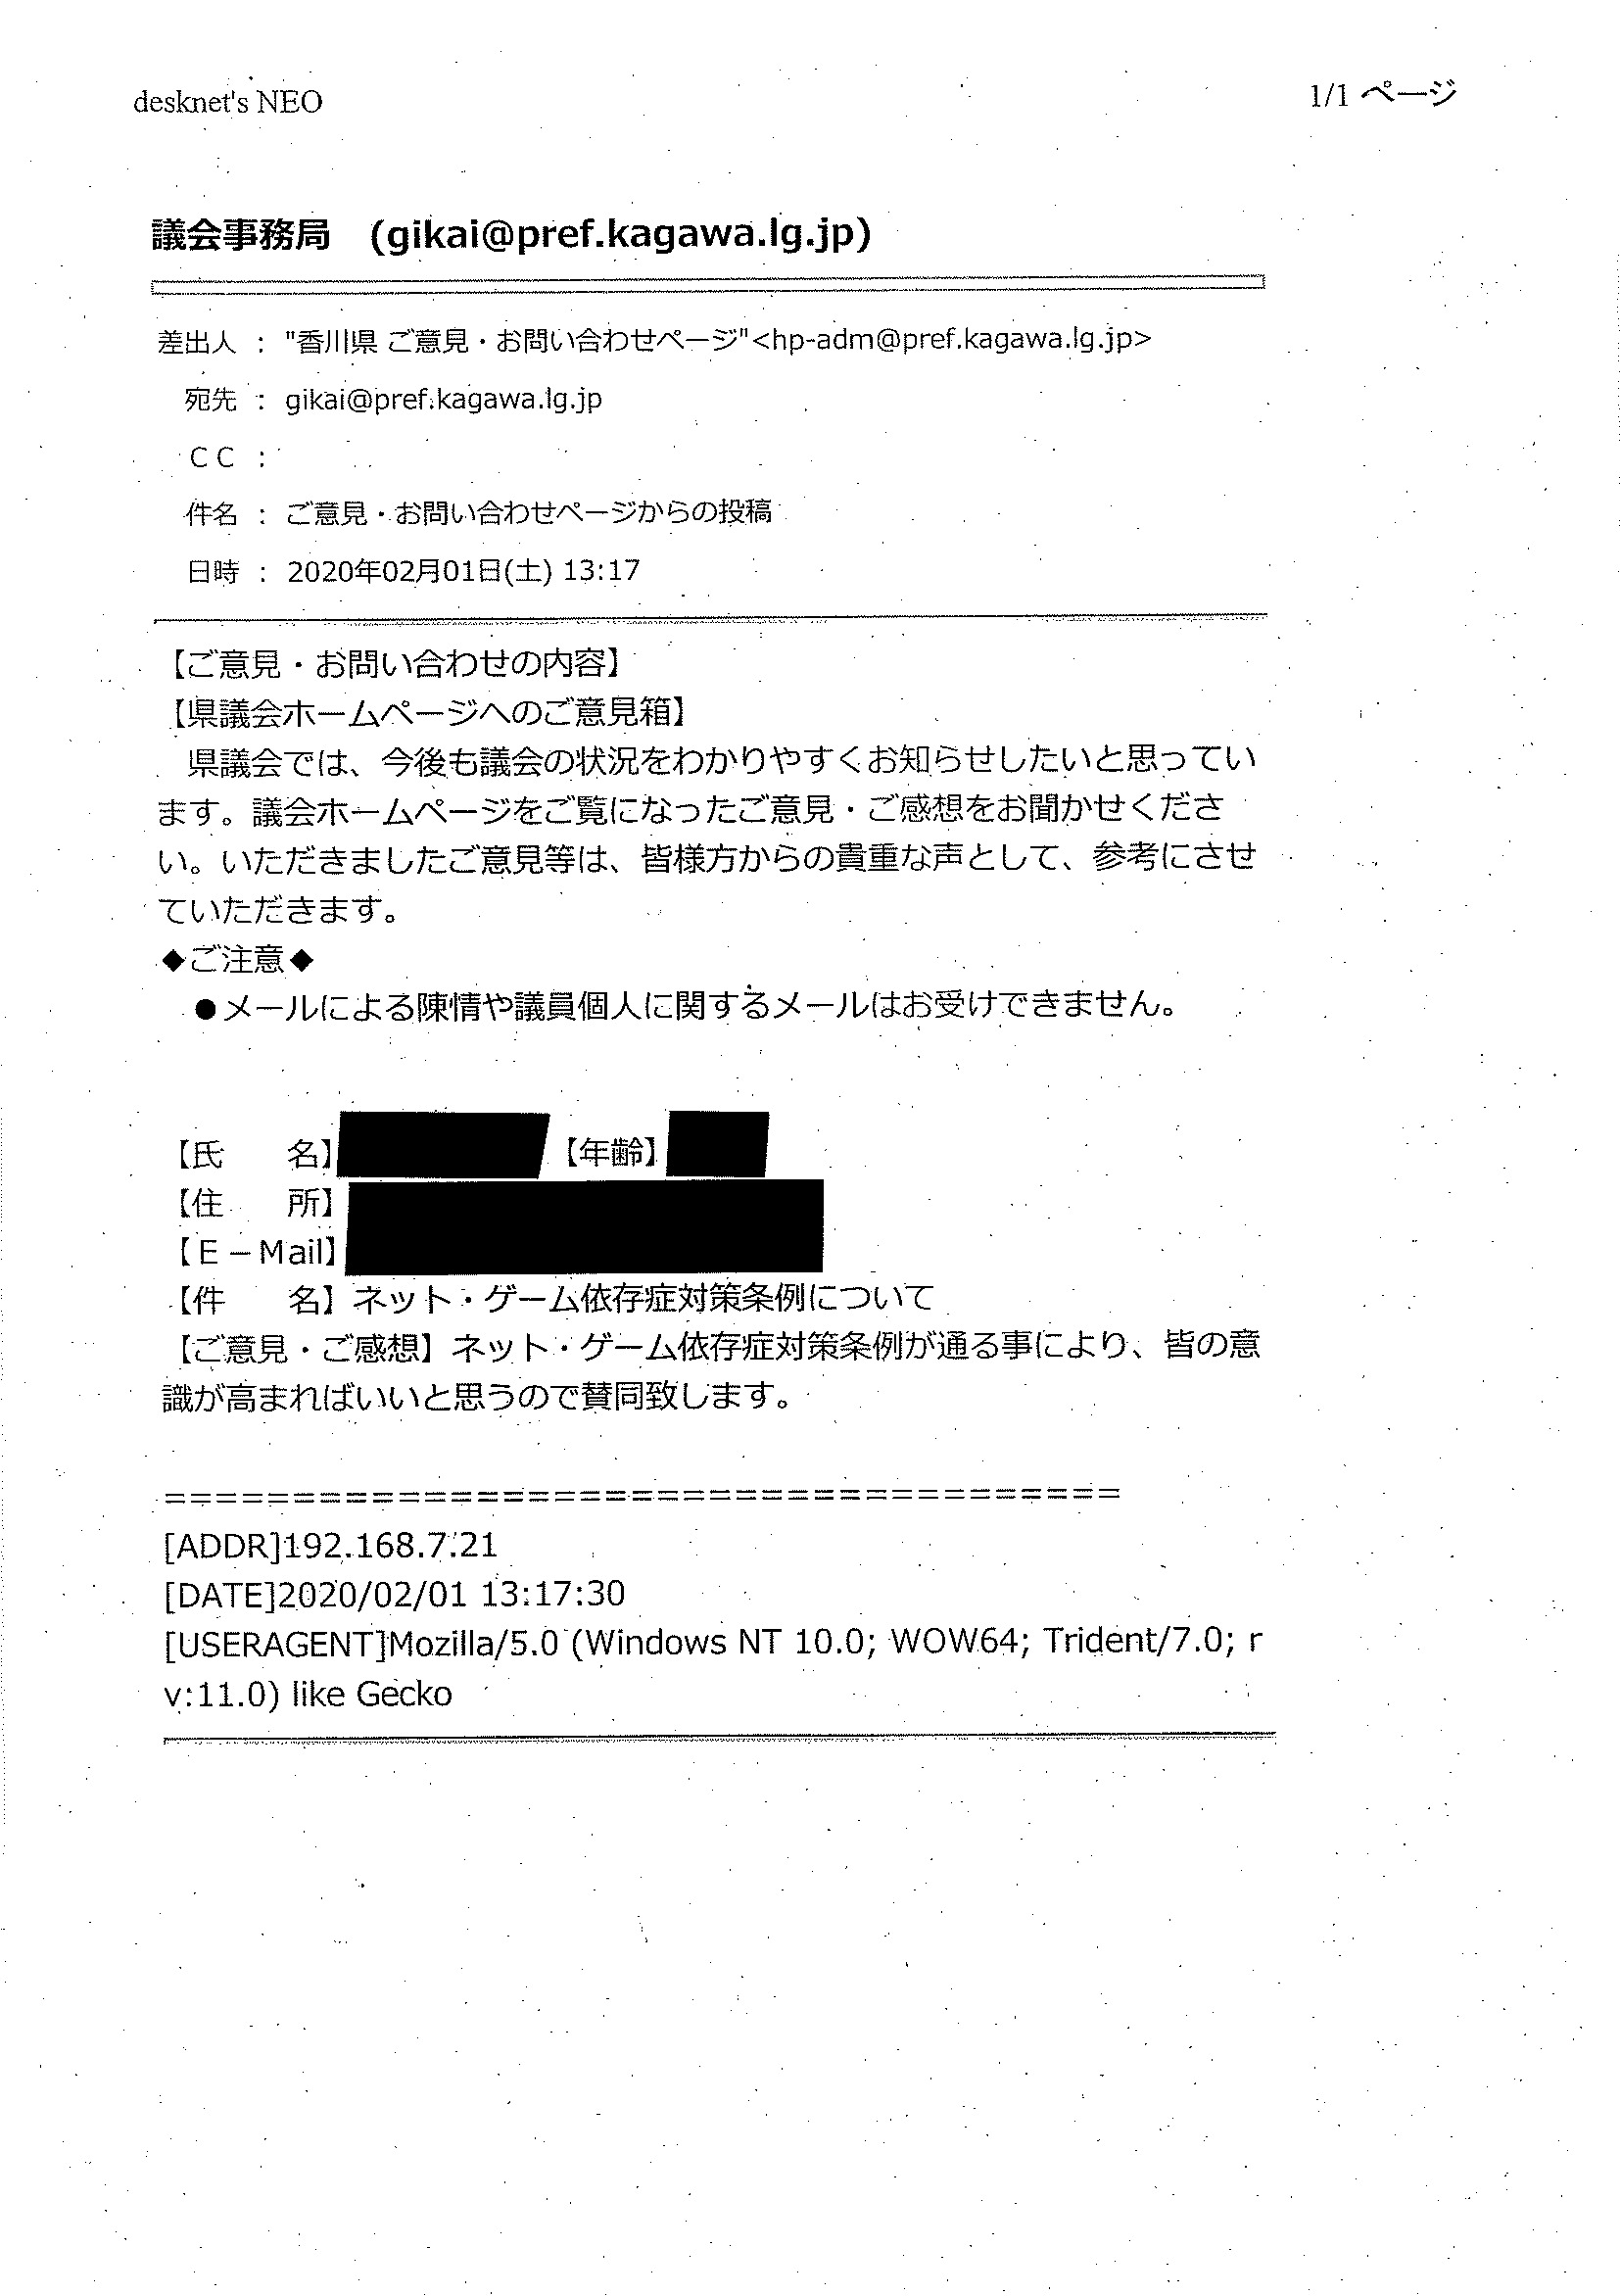 desknet's NEO
1/1 ページ
議会事務局　(gikai@pref.kagawa.lg.jp)
差出人 ： "香川県 ご意見・お問い合わせページ"<hp-adm@pref.kagawa.lg.jp>
宛先 ： gikai@pref.kagawa.lg.jp
ＣＣ ：
件名 ： ご意見・お問い合わせページからの投稿
日時 ： 2020年02月01日(土) 13:17
【ご意見・お問い合わせの内容】
【県議会ホームページへのご意見箱】
　県議会では、今後も議会の状況をわかりやすくお知らせしたいと思ってい
ます。議会ホームページをご覧になったご意見・ご感想をお聞かせくださ
い。いただきましたご意見等は、皆様方からの貴重な声として、参考にさせ
ていただきます。
◆ご注意◆
　●メールによる陳情や議員個人に関するメールはお受けできません。
【氏　　名】　【年齢】
【住　　所】
【Ｅ－Mail】
【件　　名】ネット・ゲーム依存症対策条例について
【ご意見・ご感想】ネット・ゲーム依存症対策条例が通る事により、皆の意
識が高まればいいと思うので賛同致します。
=====================================
[ADDR]192.168.7.21
[DATE]2020/02/01 13:17:30
[USERAGENT]Mozilla/5.0 (Windows NT 10.0; WOW64; Trident/7.0; r
v:11.0) like Gecko